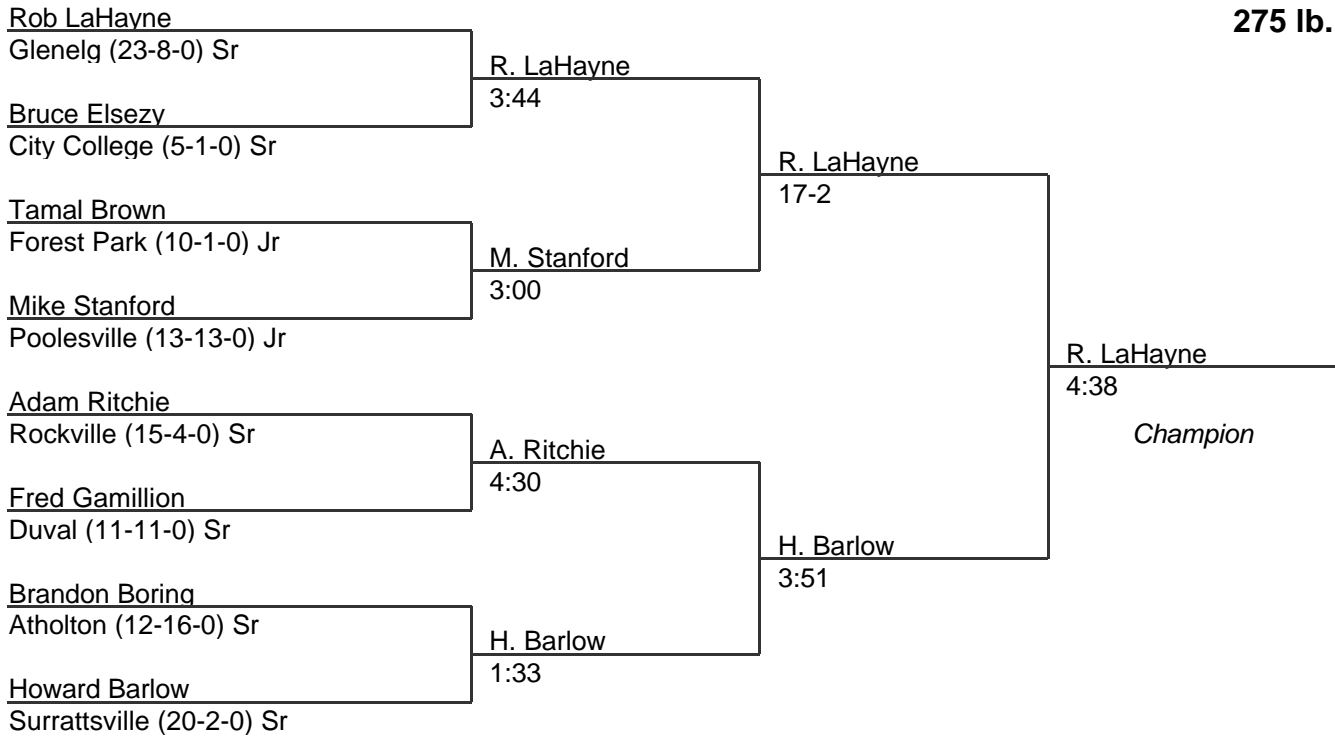 Rob LaHayne
275 lb.
Glenelg (23-8-0) Sr
R. LaHayne
3:44
Bruce Elsezy
City College (5-1-0) Sr
R. LaHayne
17-2
Tamal Brown
Forest Park (10-1-0) Jr
M. Stanford
3:00
Mike Stanford
Poolesville (13-13-0) Jr
R. LaHayne
4:38
Champion
Adam Ritchie
Rockville (15-4-0) Sr
A. Ritchie
4:30
Fred Gamillion
Duval (11-11-0) Sr
H. Barlow
3:51
Brandon Boring
Atholton (12-16-0) Sr
H. Barlow
1:33
Howard Barlow
Surrattsville (20-2-0) Sr